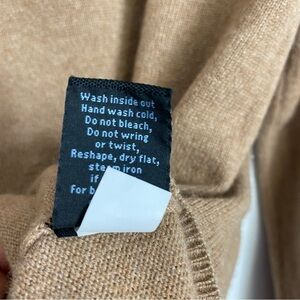 Wash inside out
Hand wash cold,
Do not bleach,
Do not wring
or twist,
Reshape, dry flat,
steam iron
if
For b